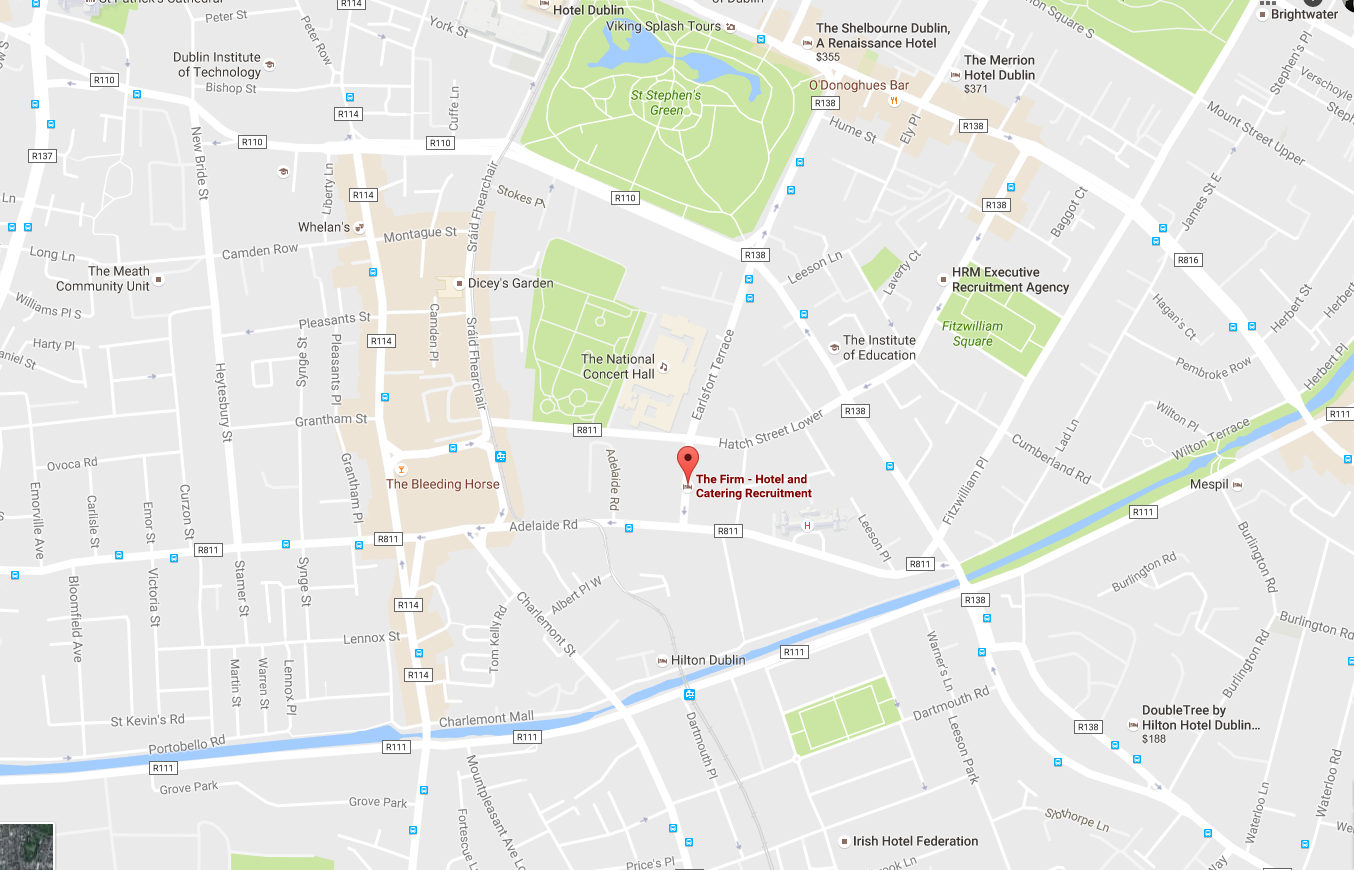 St Patrick's Cathedral
R114
Hotel Dublin
of Dublin
Brightwater
Peter St
York St
Viking Splash Tours
The Shelbourne Dublin,
A Renaissance Hotel
$355
Peter Row
Dublin Institute
of Technology
Bishop St
R110
The Merrion
Hotel Dublin
$371
Stephen's Pl
Verschoyle
O'Donoghues Bar
St Stephen's
Green
R138
Cuffe Ln
R114
Mount Street Upper
Hume St
Ely Pl
R138
R110
R110
R137
New Bride St
Liberty Ln
Stokes Pl
R114
R110
R138
Baggot Ct
James St E
Ln
Whelan's
Montague St
Sráid Fhearchair
Long Ln
Camden Row
R138
Leeson Ln
Laverty Ct
R816
The Meath
Community Unit
Dicey's Garden
HRM Executive
Recruitment Agency
Williams Pl S
Hagan's Ct
Herbert St
Pleasants St
Camden Pl
Sráid Fhearchair
Fitzwilliam
Square
Harty Pl
R114
The Institute
of Education
Synge St
Pleasants Pl
Earlsfort Terrace
The National
Concert Hall
Pembroke Row
Herbert Pl
Heytesbury St
R138
Grantham St
R811
Hatch Street Lower
Wilton Pl
R111
Lad Ln
Wilton Terrace
Cumberland Rd
Ovoca Rd
Grantham Pl
The Bleeding Horse
Adelaide Rd
The Firm - Hotel and
Catering Recruitment
Fitzwilliam Pl
Mespil
Emorville Ave
Carlisle St
Emor St
Curzon St
R111
Adelaide Rd
R811
H
Leeson Pl
R811
R811
R811
Burlington Rd
Burlington Rd
Bloomfield Ave
Victoria St
Stamer St
Synge St
R114
Albert Pl W
Charlemont St
R138
Burlington Rd
Lennox St
Tom Kelly Rd
Warner's Ln
Hilton Dublin
R111
Burlington Rd
Martin St
Warren St
Lennox Pl
R114
Dartmouth Rd
St Kevin's Rd
Charlemont Mall
Dartmouth Pl
DoubleTree by
Hilton Hotel Dublin...
$188
R138
Portobello Rd
R111
R111
Leeson Park
R111
Mountpleasant Ave Lo
Grove Park
Grove Park
Waterloo Ln
Waterloo Rd
Fortescue L
Irish Hotel Federation
Price's Pl
ook Ln
Way